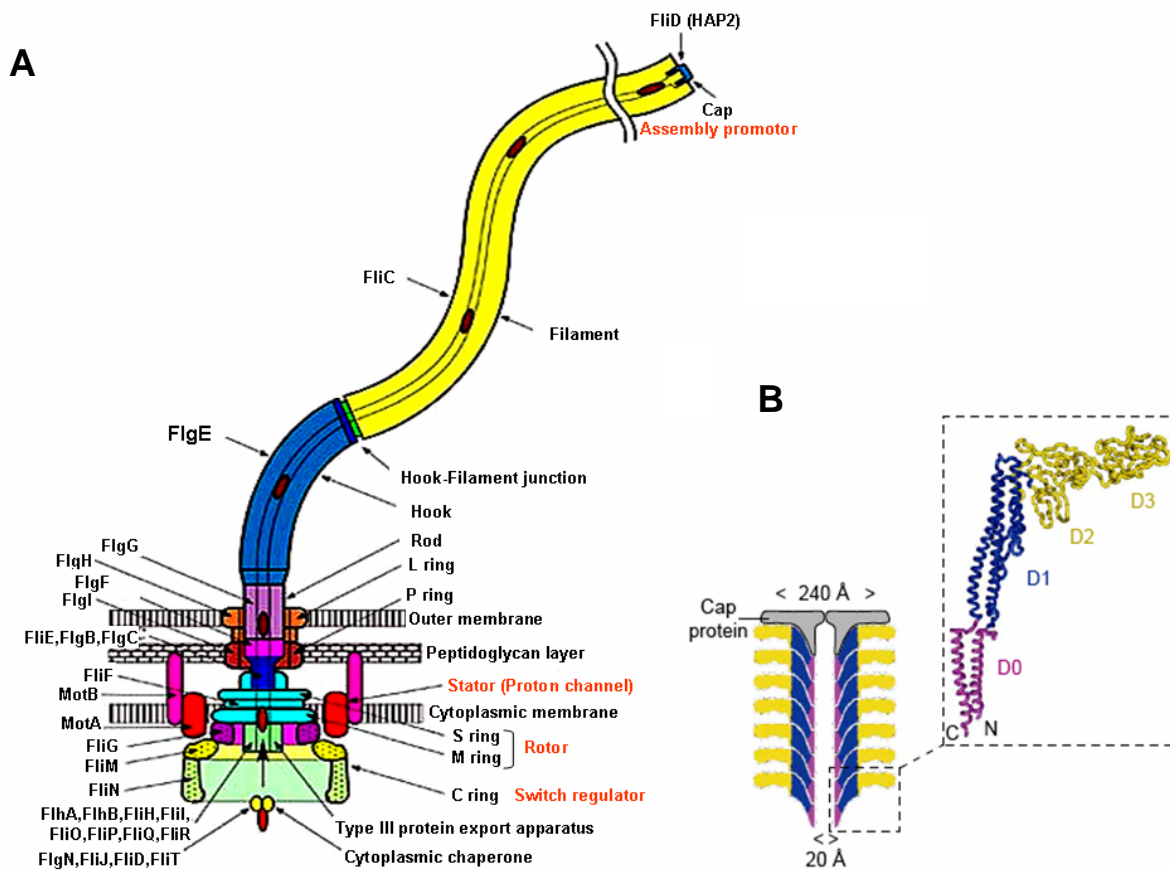 A
FliD (HAP2)
Cap
Assembly promotor
FliC
Filament
FlgE
Hook-Filament junction
Hook
FlgG
Rod
FlgH
L ring
FlgF
P ring
FlgI
Outer membrane
FliE,FlgB,FlgC
Peptidoglycan layer
FliF
Stator (Proton channel)
MotB
Cytoplasmic membrane
MotA
S ring
Rotor
FliG
M ring
FliM
FliN
C ring
Switch regulator
FlhA,FlhB,FliH,FliI,
FliO,FliP,FliQ,FliR
Type III protein export apparatus
FlgN,FliJ,FliD,FliT
Cytoplasmic chaperone
B
< 240 Å >
Cap
protein
D3
D2
D1
D0
C
N
< >
20 Å